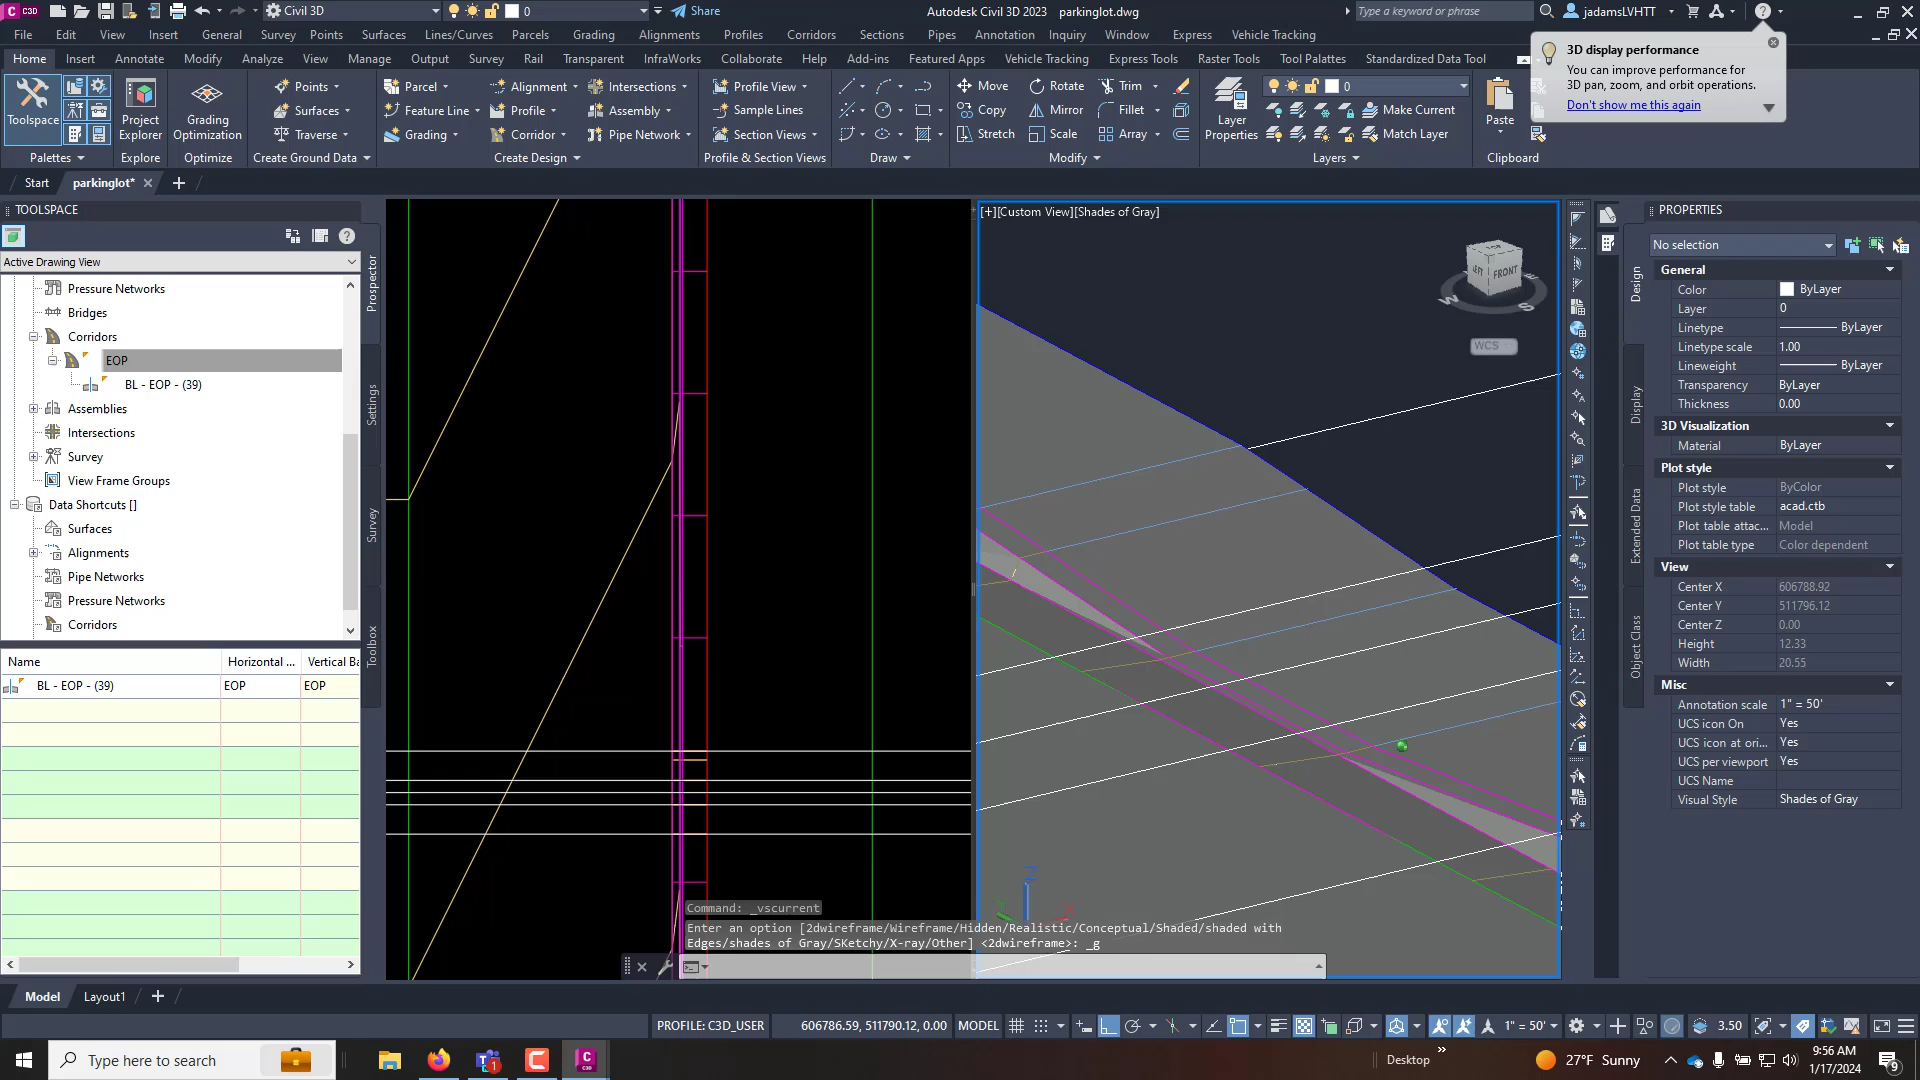 C3D
Civil 3D
0
Share
Autodesk Civil 3D 2023 parkinglot.dwg
Type a keyword or phrase
jadamsLVHTT
File Edit View Insert General Survey Points Surfaces Lines/Curves Parcels Grading Alignments Profiles Corridors Sections Pipes Annotation Inquiry Window Express Vehicle Tracking
Home Insert Annotate Modify Analyze View Manage Output Survey Rail Transparent InfraWorks Collaborate Help Add-ins Featured Apps Vehicle Tracking Express Tools Raster Tools Tool Palettes Standardized Data Tool
3D display performance
You can improve performance for
3D pan, zoom, and orbit operations.
Don't show me this again
Toolspace
Project
Explorer
Grading
Optimization
Points
Surfaces
Traverse
Parcel
Feature Line
Grading
Alignment
Profile
Corridor
Intersections
Assembly
Pipe Network
Profile View
Sample Lines
Section Views
Move
Copy
Stretch
Rotate
Mirror
Scale
Trim
Fillet
Array
Layer
Properties
0
Make Current
Match Layer
Paste
Palettes Explore Optimize Create Ground Data Create Design Profile & Section Views Draw Modify Layers Clipboard
Start parkinglot*
TOOLSPACE
Active Drawing View
Pressure Networks
Bridges
Corridors
EOP
BL - EOP - (39)
Assemblies
Intersections
Survey
View Frame Groups
Data Shortcuts []
Surfaces
Alignments
Pipe Networks
Pressure Networks
Corridors
Prospector
Settings
Survey
Toolbox
Name Horizontal ... Vertical Ba
BL - EOP - (39) EOP EOP
[+][Custom View][Shades of Gray]
TOP
LEFT
FRONT
W
S
E
WCS
Z
Command: _vscurrent
Enter an option [2dwireframe/Wireframe/Hidden/Realistic/Conceptual/Shaded/shaded with
Edges/shades of Gray/SKetchy/X-ray/Other] <2dwireframe>: _g
PROPERTIES
No selection
Design
Display
Extended Data
Object Class
General
Color ByLayer
Layer 0
Linetype ByLayer
Linetype scale 1.00
Lineweight ByLayer
Transparency ByLayer
Thickness 0.00
3D Visualization
Material ByLayer
Plot style
Plot style ByColor
Plot style table acad.ctb
Plot table attac... Model
Plot table type Color dependent
View
Center X 606788.92
Center Y 511796.12
Center Z 0.00
Height 12.33
Width 20.55
Misc
Annotation scale 1" = 50'
UCS icon On Yes
UCS icon at ori... Yes
UCS per viewport Yes
UCS Name
Visual Style Shades of Gray
Model Layout1
PROFILE: C3D_USER 606786.59, 511790.12, 0.00 MODEL 1" = 50' 3.50
Type here to search
1
C3D
Desktop
27°F Sunny
9:56 AM
1/17/2024
9